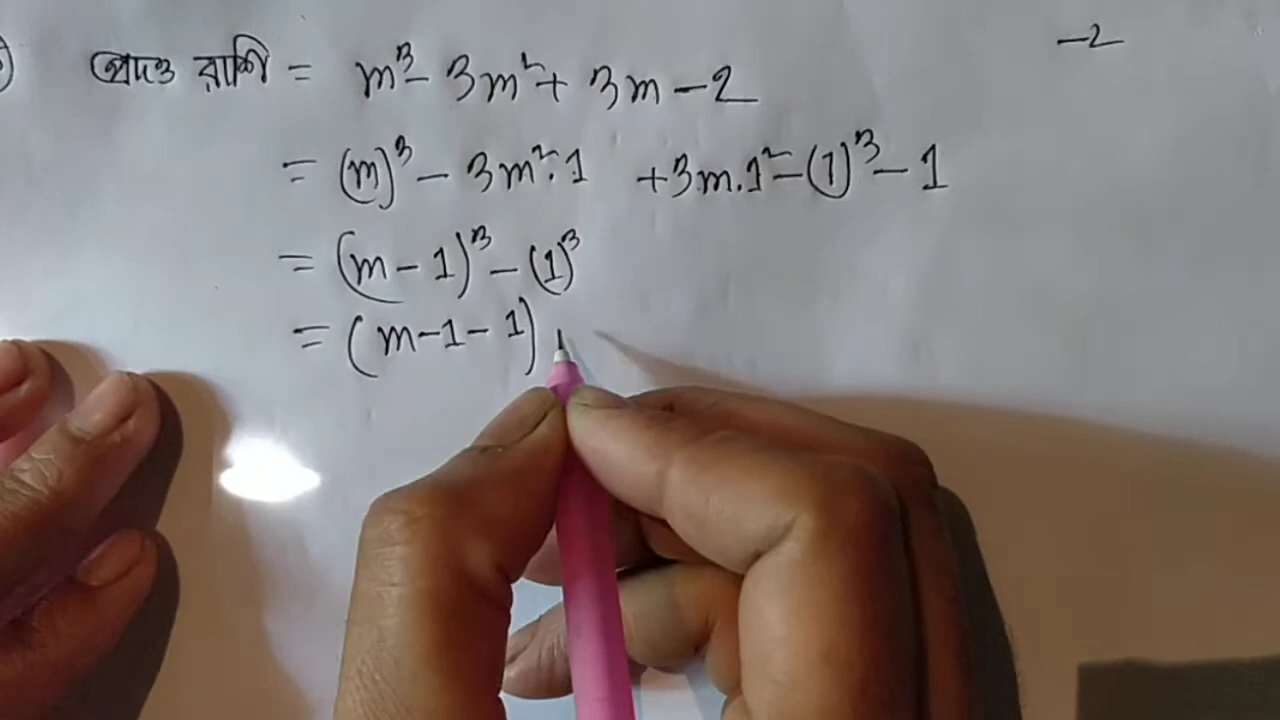 -2
প্রদত্ত রাশি = m³ - 3m² + 3m - 2
= (m)³ - 3m².1 + 3m.1² - (1)³ - 1
= (m - 1)³ - (1)³
= (m - 1 - 1)